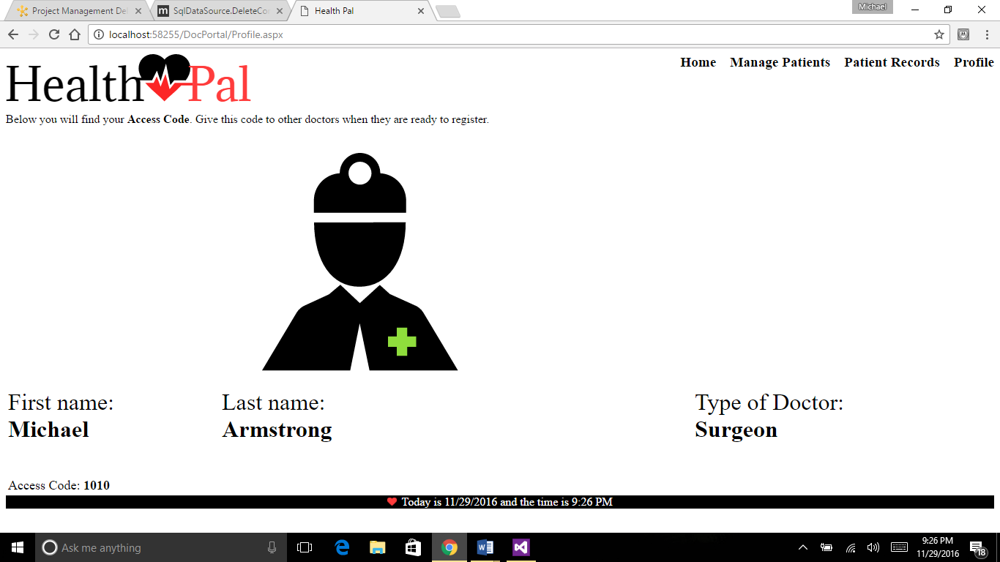 Project Management De
SqlDataSource.DeleteCo
Health Pal
Michael
localhost:58255/DocPortal/Profile.aspx
Health Pal
Home Manage Patients Patient Records Profile
Below you will find your Access Code. Give this code to other doctors when they are ready to register.
First name: Last name: Type of Doctor:
Michael Armstrong Surgeon
Access Code: 1010
Today is 11/29/2016 and the time is 9:26 PM
Ask me anything
9:26 PM
11/29/2016
18